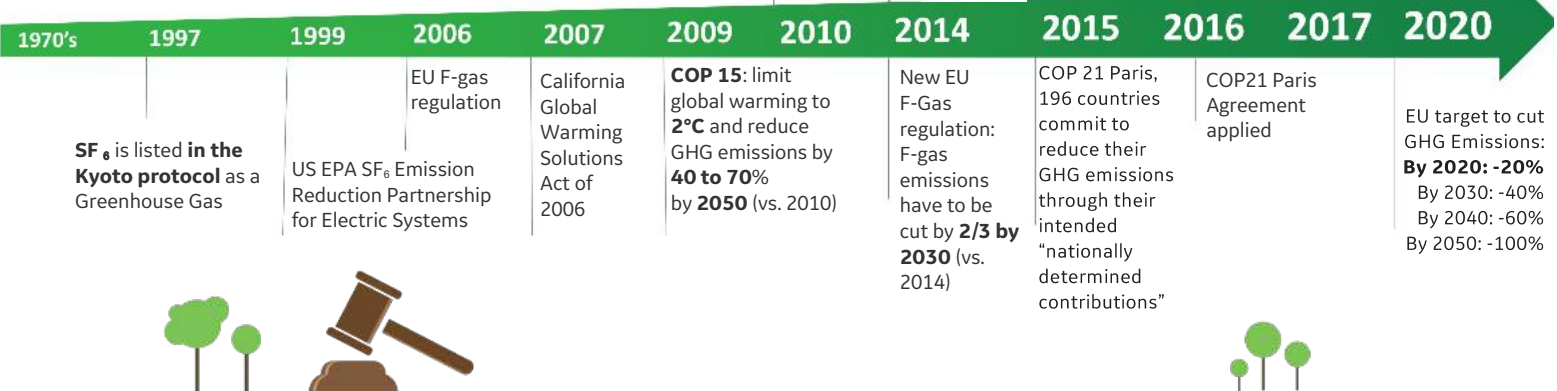 1970's 1997 1999 2006 2007 2009 2010 2014 2015 2016 2017 2020
SF₆ is listed in the
Kyoto protocol as a
Greenhouse Gas
US EPA SF₆ Emission
Reduction Partnership
for Electric Systems
EU F-gas
regulation
California
Global
Warming
Solutions
Act of
2006
COP 15: limit
global warming to
2°C and reduce
GHG emissions by
40 to 70%
by 2050 (vs. 2010)
New EU
F-Gas
regulation:
F-gas
emissions
have to be
cut by 2/3 by
2030 (vs.
2014)
COP 21 Paris,
196 countries
commit to
reduce their
GHG emissions
through their
intended
“nationally
determined
contributions”
COP21 Paris
Agreement
applied
EU target to cut
GHG Emissions:
By 2020: -20%
By 2030: -40%
By 2040: -60%
By 2050: -100%